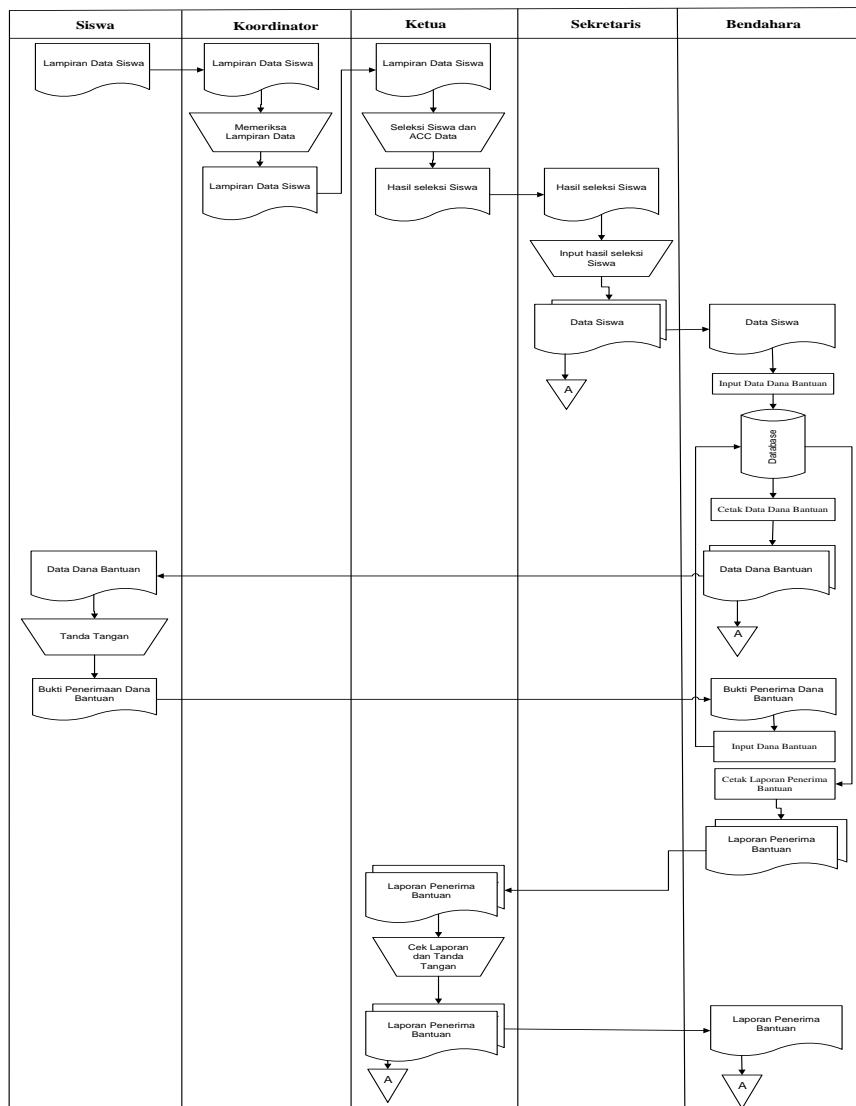 Siswa
Koordinator
Ketua
Sekretaris
Bendahara
Lampiran Data Siswa
Lampiran Data Siswa
Lampiran Data Siswa
Memeriksa
Lampiran Data
Seleksi Siswa dan
ACC Data
Lampiran Data Siswa
Hasil seleksi Siswa
Hasil seleksi Siswa
Input hasil seleksi
Siswa
Data Siswa
Data Siswa
A
Input Data Dana Bantuan
Database
Cetak Data Dana Bantuan
Data Dana Bantuan
Data Dana Bantuan
Tanda Tangan
A
Bukti Penerimaan Dana
Bantuan
Bukti Penerima Dana
Bantuan
Input Dana Bantuan
Cetak Laporan Penerima
Bantuan
Laporan Penerima
Bantuan
Laporan Penerima
Bantuan
Cek Laporan
dan Tanda
Tangan
Laporan Penerima
Bantuan
Laporan Penerima
Bantuan
A
A